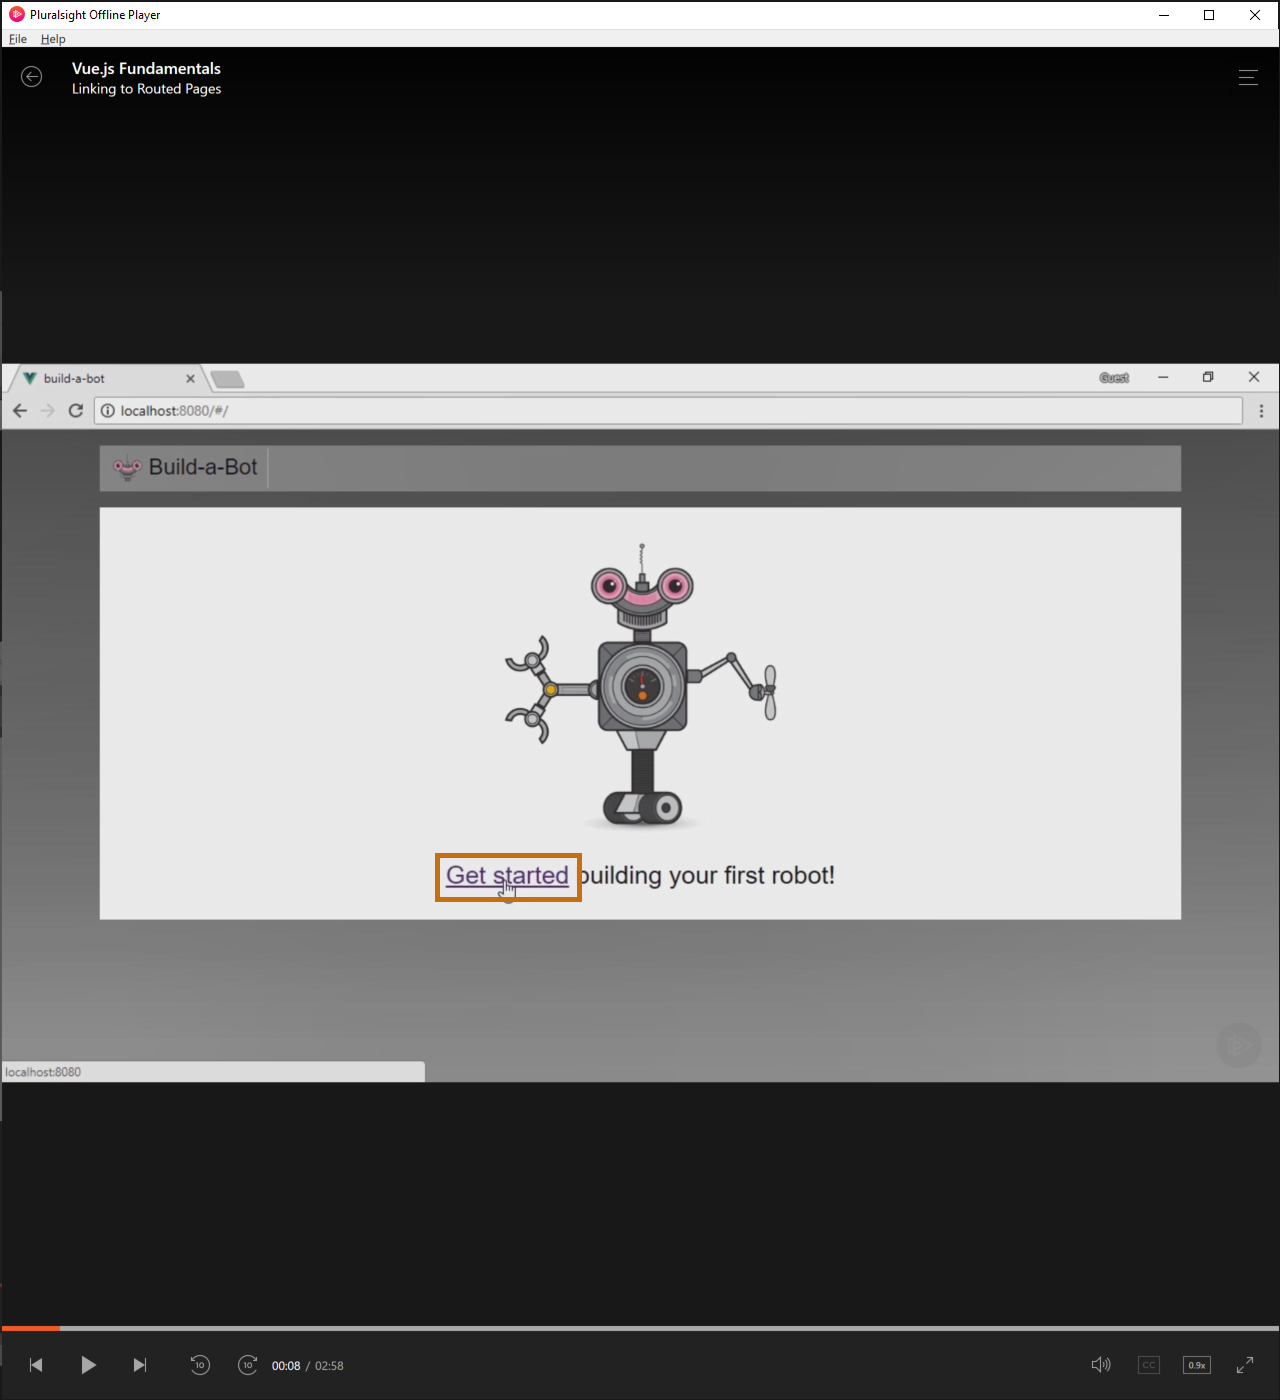 Pluralsight Offline Player
File Help
Vue.js Fundamentals
Linking to Routed Pages
build-a-bot
Guest
localhost:8080/#/
Build-a-Bot
Get started building your first robot!
localhost:8080
10 10 00:08 / 02:58 CC 0.9x